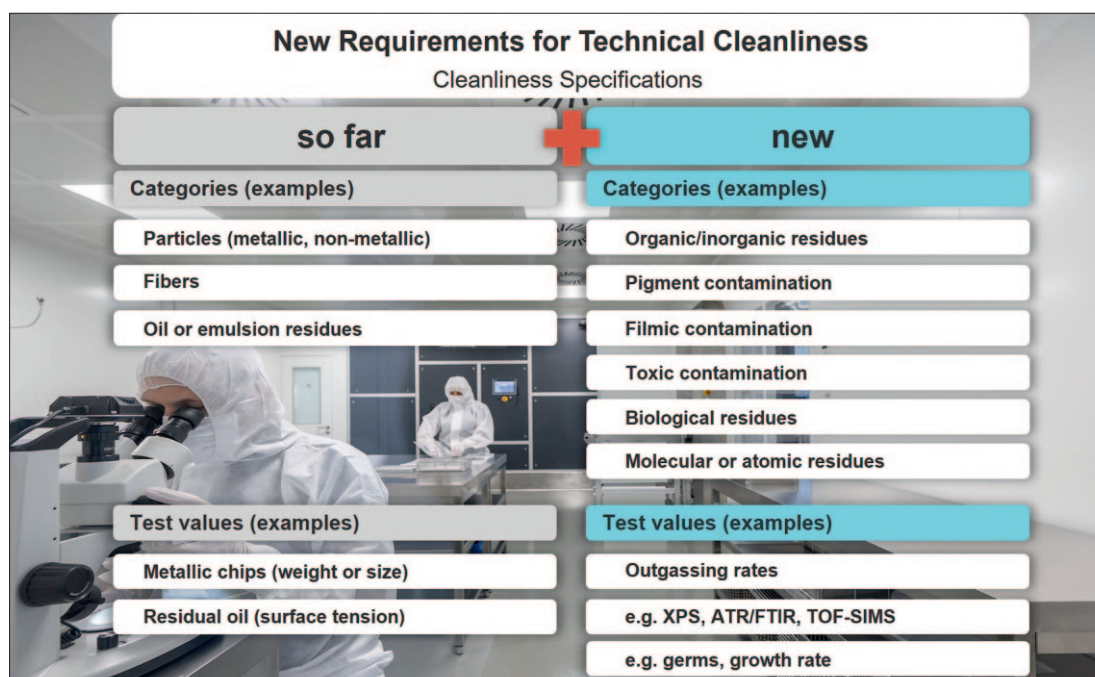 New Requirements for Technical Cleanliness
Cleanliness Specifications
so far
Categories (examples)
Particles (metallic, non-metallic)
Fibers
Oil or emulsion residues
Test values (examples)
Metallic chips (weight or size)
Residual oil (surface tension)
new
Categories (examples)
Organic/inorganic residues
Pigment contamination
Filmic contamination
Toxic contamination
Biological residues
Molecular or atomic residues
Test values (examples)
Outgassing rates
e.g. XPS, ATR/FTIR, TOF-SIMS
e.g. germs, growth rate